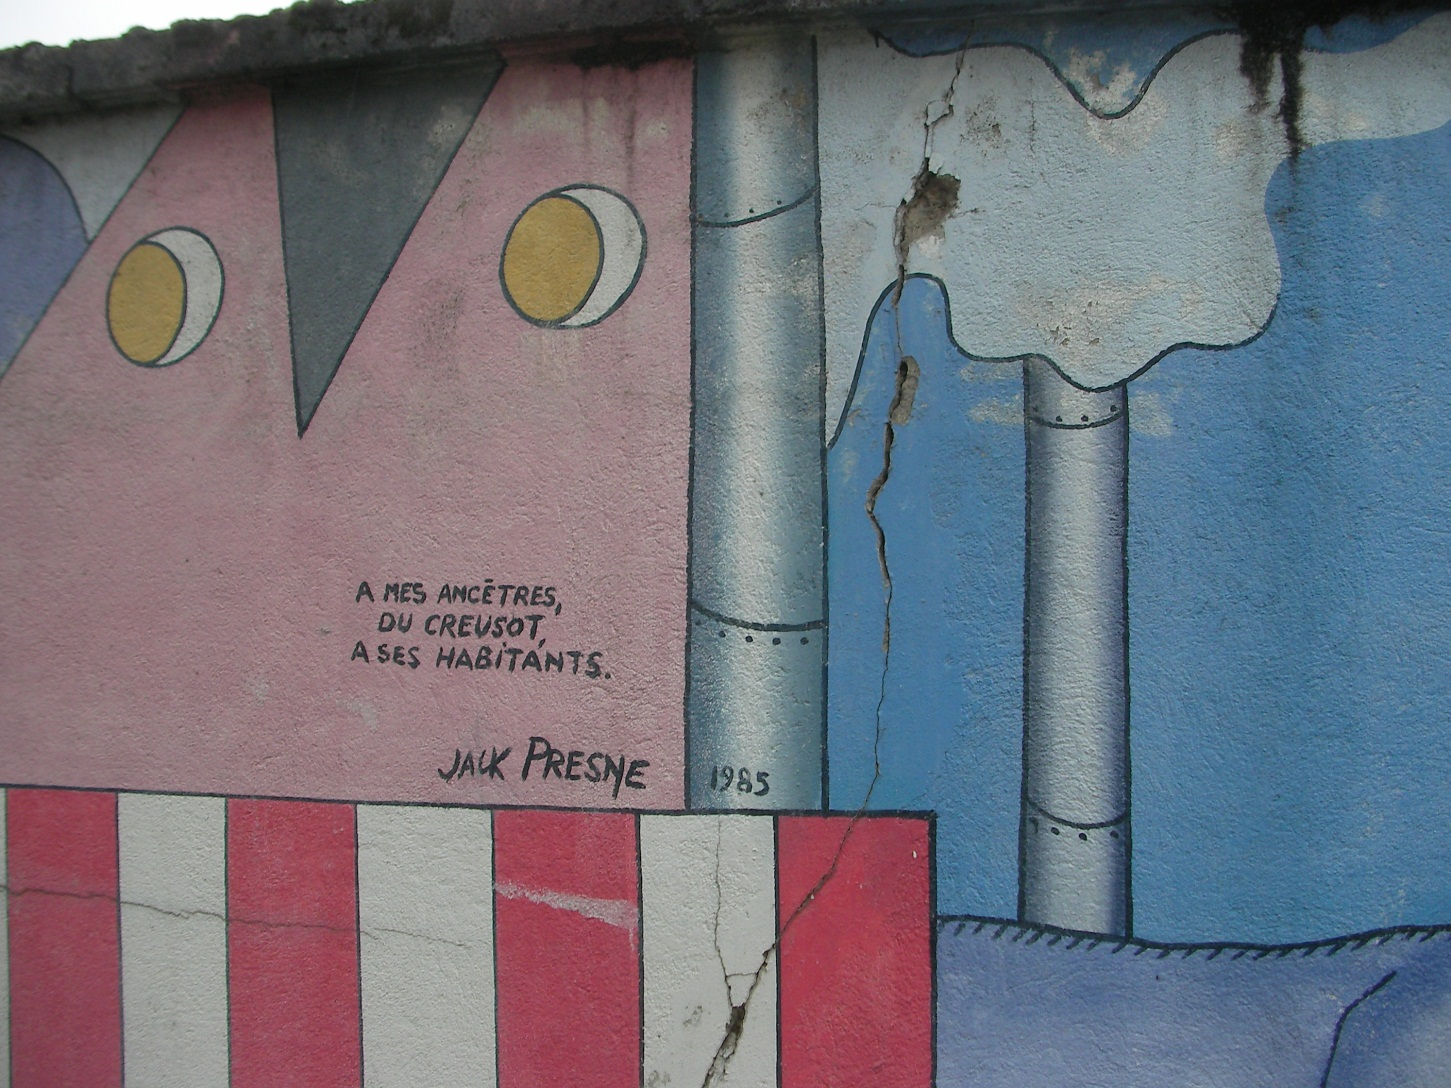 A MES ANCÊTRES,
DU CREUSOT,
A SES HABITANTS.
JACK PRESNE
1985